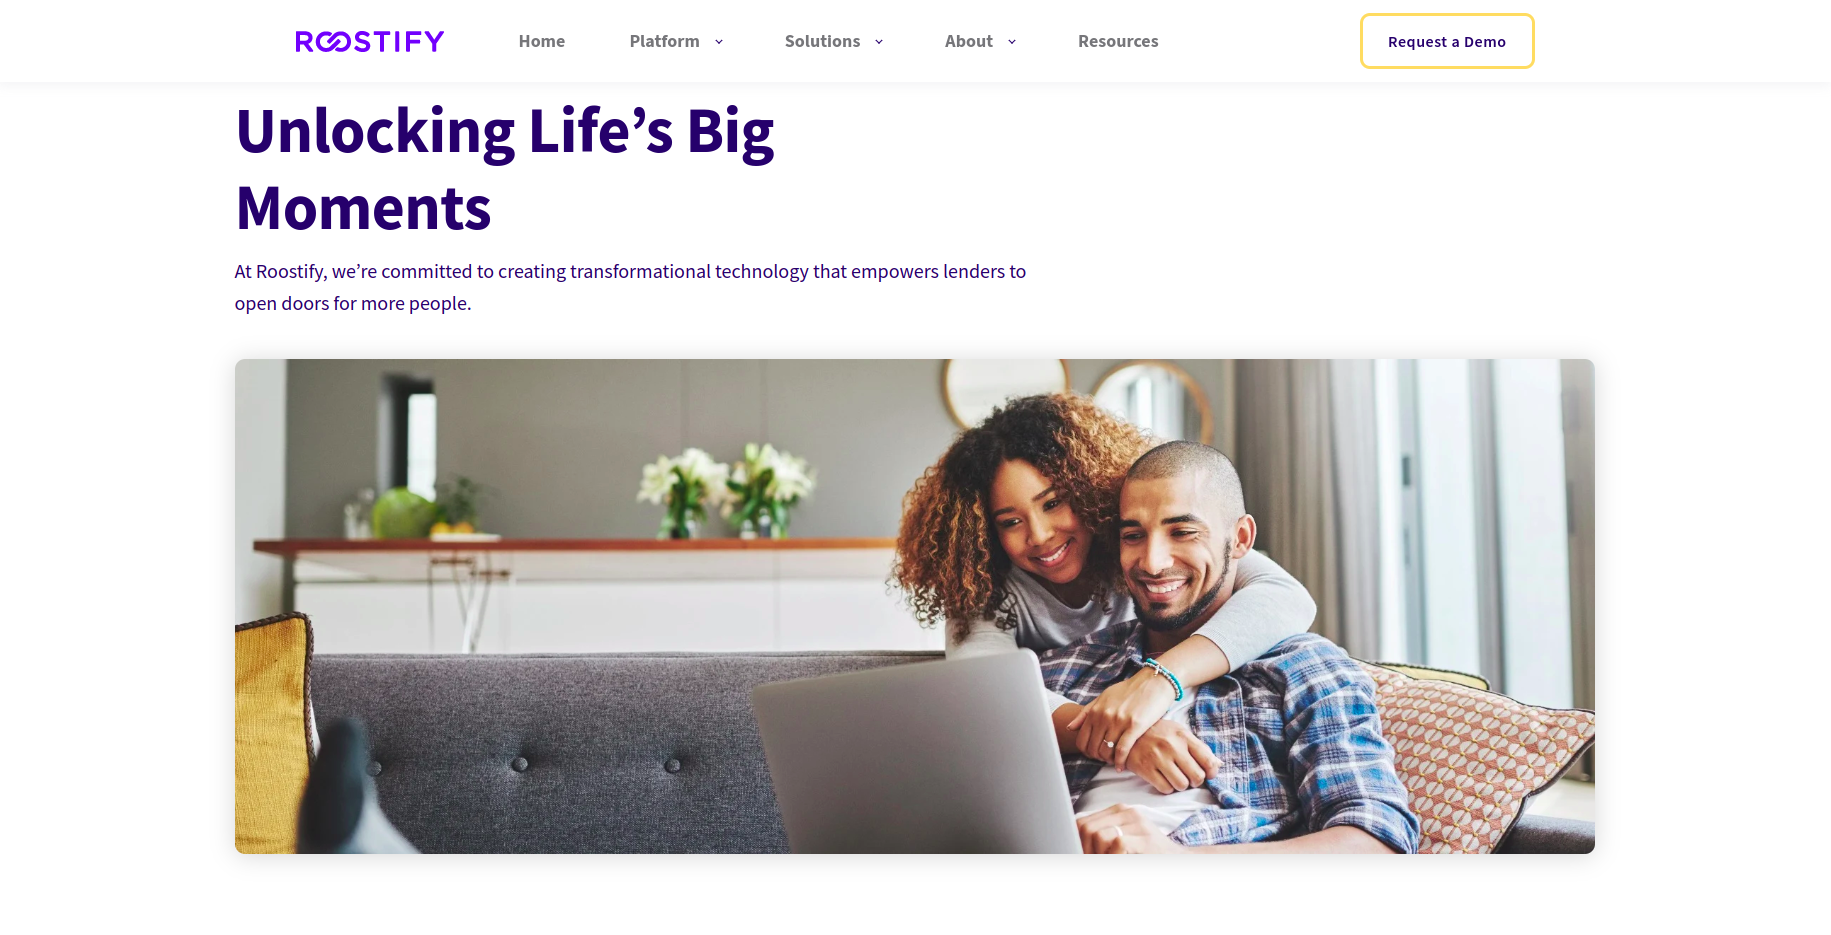 ROOSTIFY
Home
Platform
Solutions
About
Resources
Request a Demo
Unlocking Life’s Big
Moments
At Roostify, we’re committed to creating transformational technology that empowers lenders to
open doors for more people.